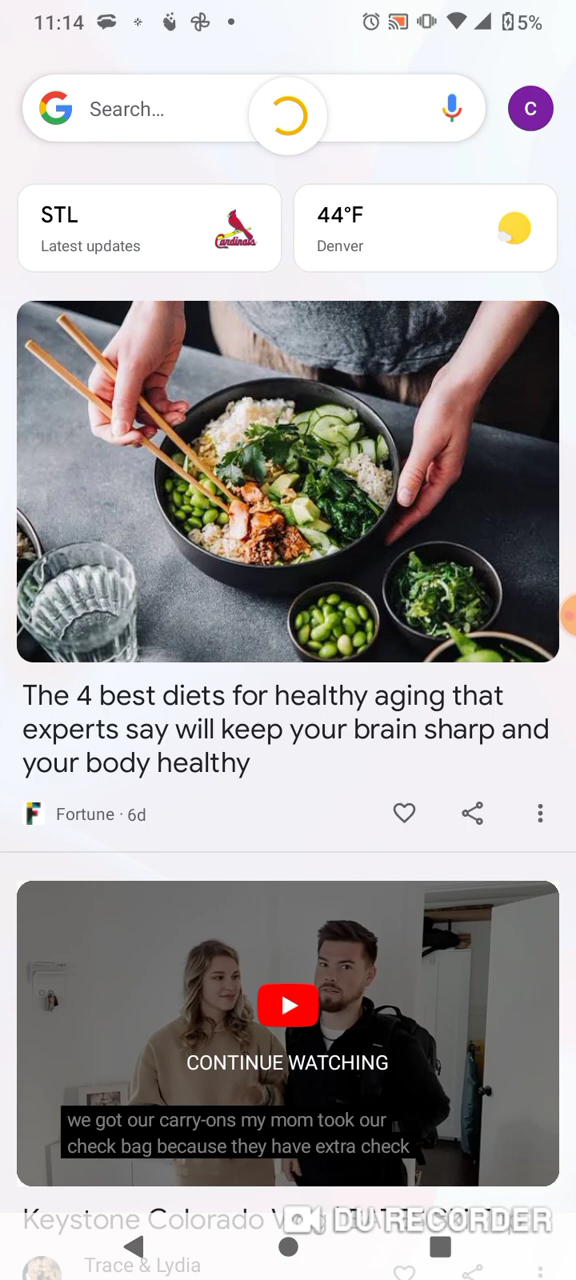 11:14
5%
Search...
C
STL
Latest updates
Cardinals
44°F
Denver
The 4 best diets for healthy aging that
experts say will keep your brain sharp and
your body healthy
F
Fortune · 6d
CONTINUE WATCHING
we got our carry-ons my mom took our
check bag because they have extra check
Keystone Colorado
DU RECORDER
Trace & Lydia